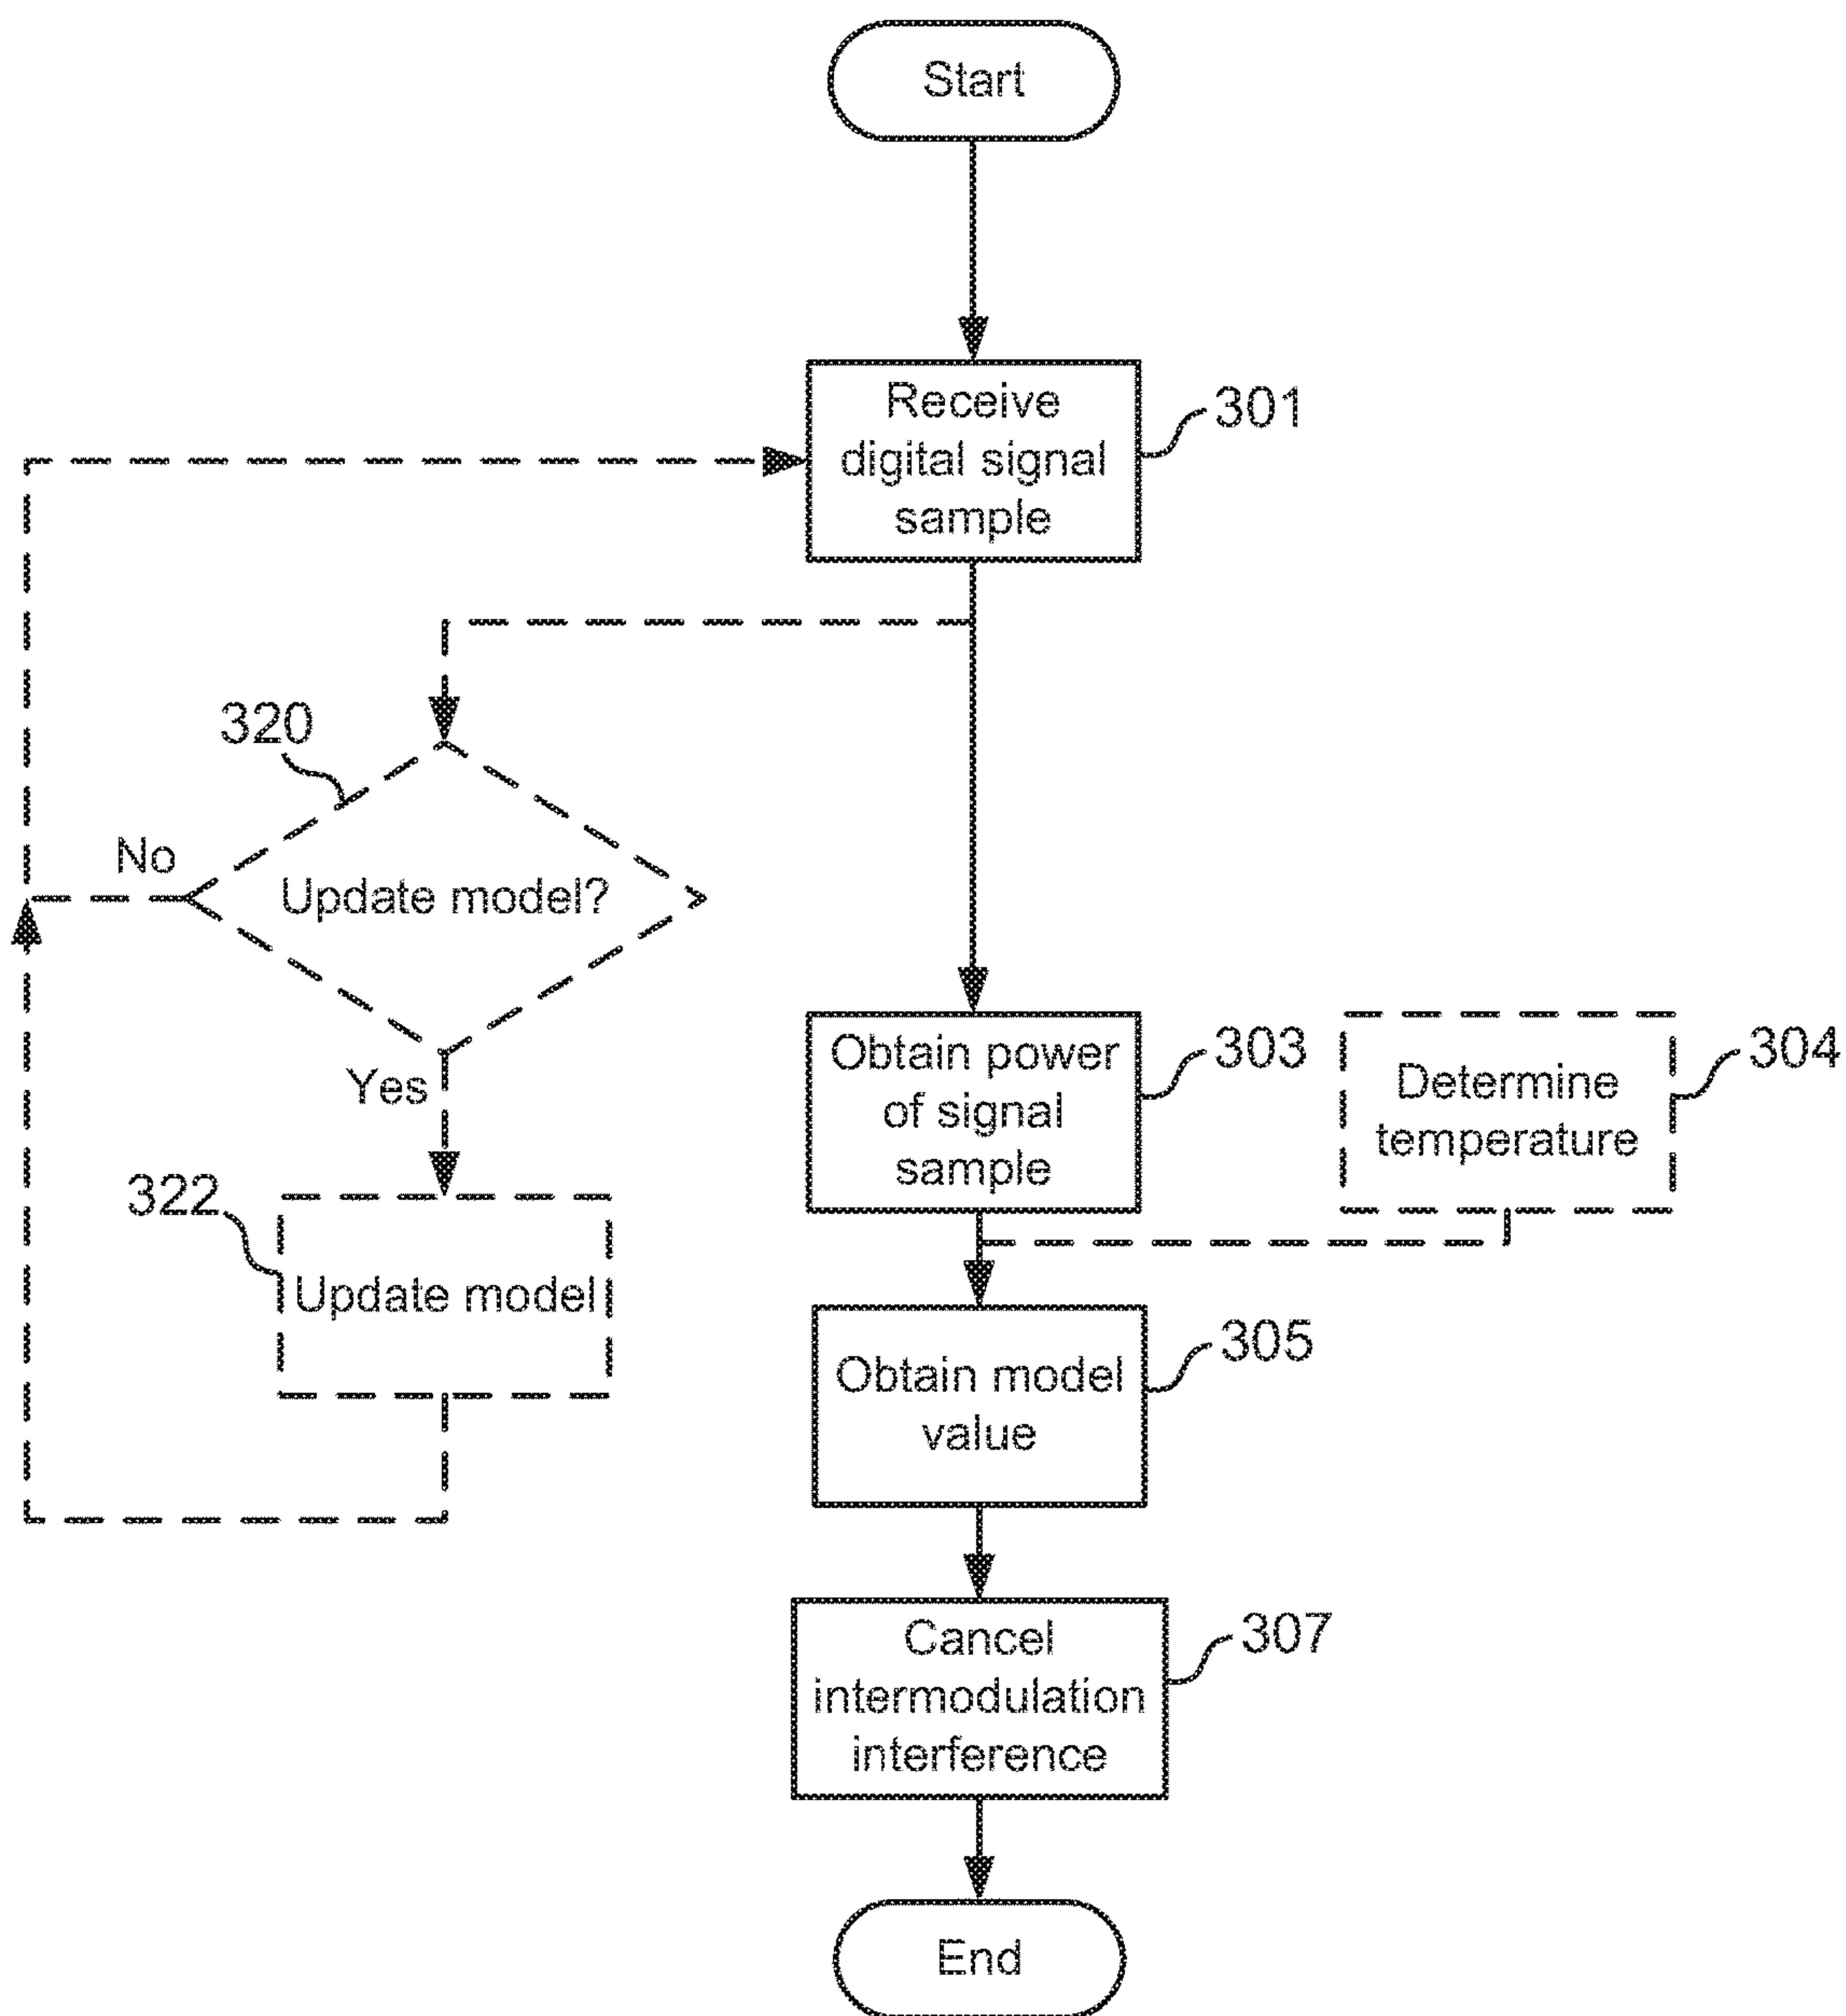 Start
Receive
digital signal
sample
301
320
No
Update model?
Yes
Obtain power
of signal
sample
303
Determine
temperature
304
322
Update model
Obtain model
value
305
Cancel
intermodulation
interference
307
End